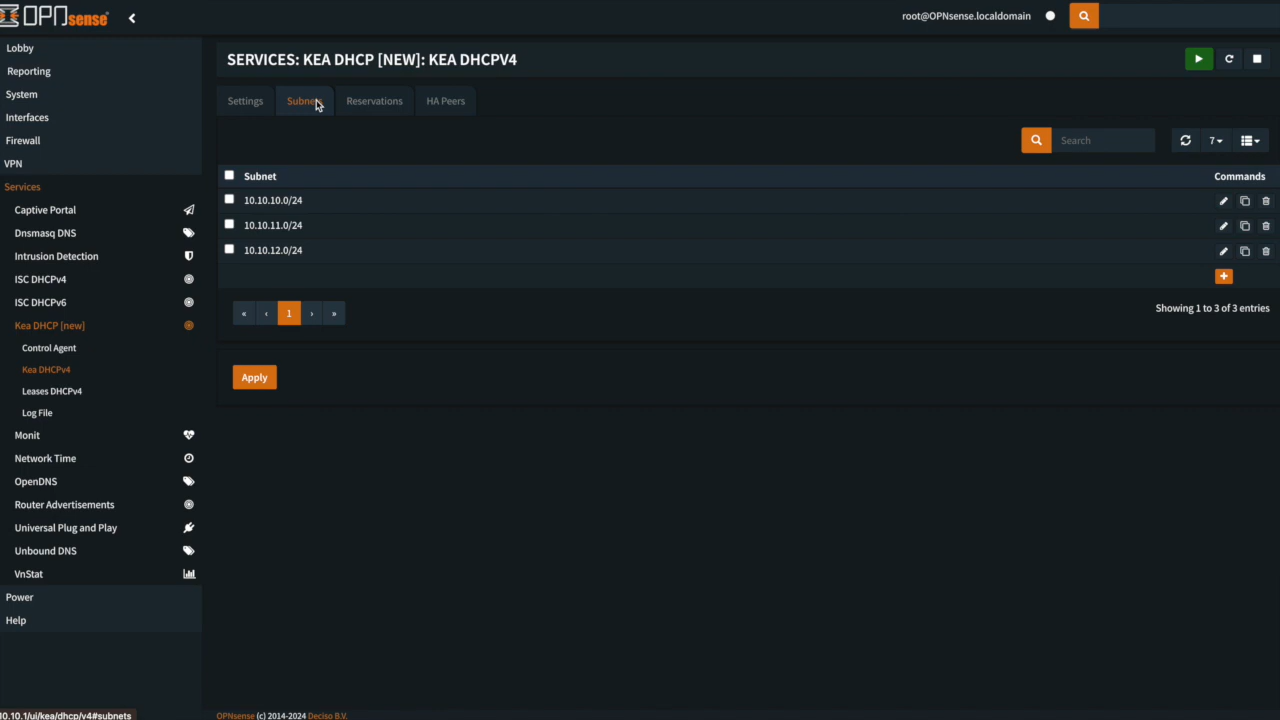 OPNsense
root@OPNsense.localdomain
Lobby
Reporting
System
Interfaces
Firewall
VPN
Services
Captive Portal
Dnsmasq DNS
Intrusion Detection
ISC DHCPv4
ISC DHCPv6
Kea DHCP [new]
Control Agent
Kea DHCPv4
Leases DHCPv4
Log File
Monit
Network Time
OpenDNS
Router Advertisements
Universal Plug and Play
Unbound DNS
VnStat
Power
Help
SERVICES: KEA DHCP [NEW]: KEA DHCPV4
Settings Subnets Reservations HA Peers
Search 7
Subnet Commands
10.10.10.0/24
10.10.11.0/24
10.10.12.0/24
« ‹ 1 › »
Showing 1 to 3 of 3 entries
Apply
10.10.1/ui/kea/dhcp/v4#subnets
OPNsense (c) 2014-2024 Deciso B.V.